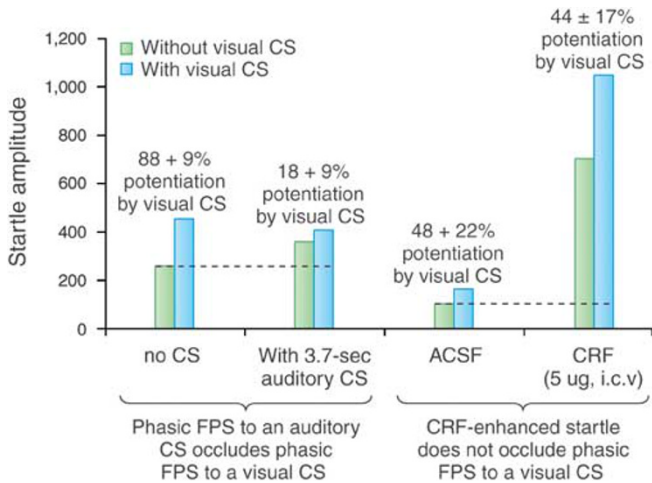 Startle amplitude
1,200
1,000
800
600
400
200
0
Without visual CS
With visual CS
88 + 9%
potentiation
by visual CS
18 + 9%
potentiation
by visual CS
48 + 22%
potentiation
by visual CS
44 ± 17%
potentiation
by visual CS
no CS
With 3.7-sec
auditory CS
ACSF
CRF
(5 ug, i.c.v)
Phasic FPS to an auditory
CS occludes phasic
FPS to a visual CS
CRF-enhanced startle
does not occlude phasic
FPS to a visual CS